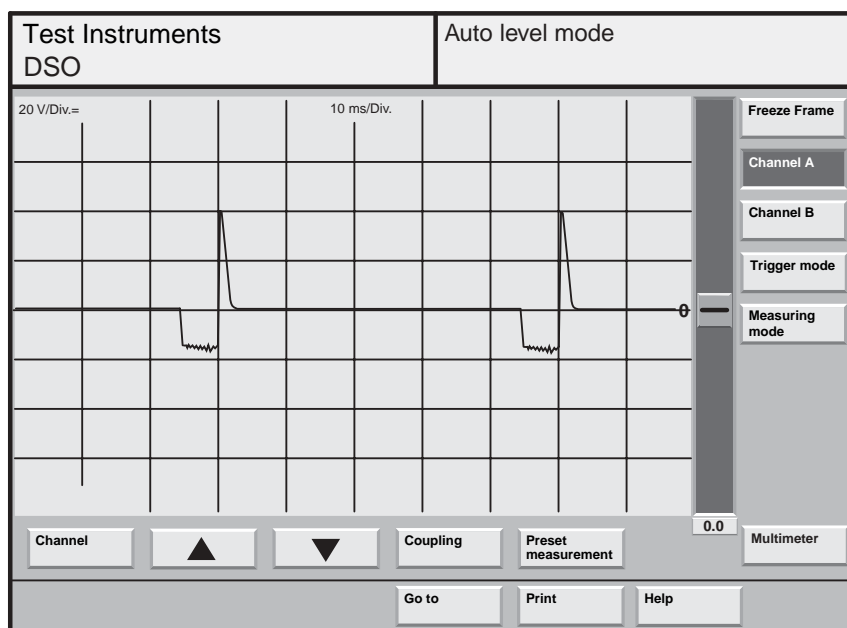 Test Instruments
DSO
Auto level mode
20 V/Div.=
10 ms/Div.
Freeze Frame
Channel A
Channel B
Trigger mode
0
Measuring
mode
0.0
Channel
Coupling
Preset
measurement
Multimeter
Go to
Print
Help